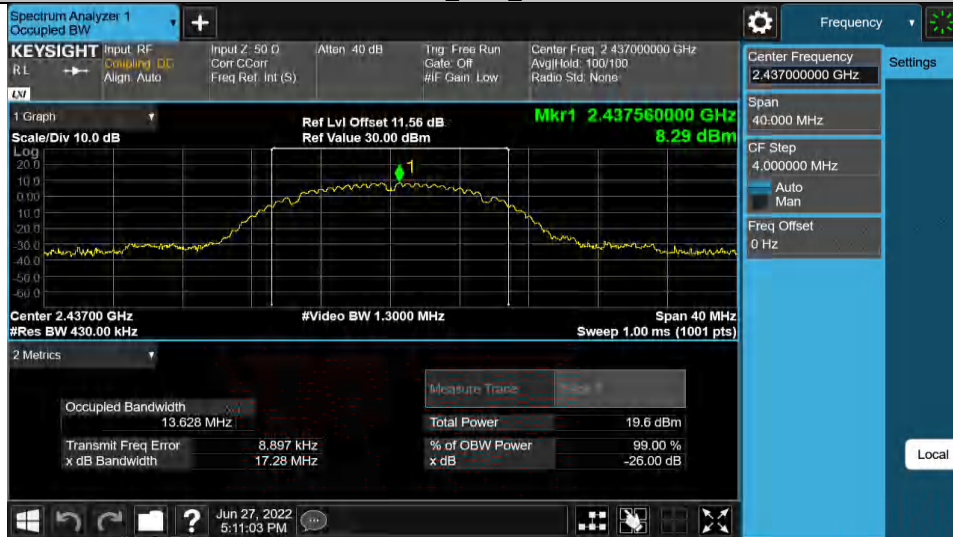 Spectrum Analyzer 1
Occupied BW
+
Frequency
KEYSIGHT
RL
LXI
Input: RF
Coupling: DC
Align: Auto
Input Z: 50 Ω
Corr CCorr
Freq Ref: Int (S)
Atten: 40 dB
Trig: Free Run
Gate: Off
#IF Gain: Low
Center Freq: 2.437000000 GHz
Avg|Hold: 100/100
Radio Std: None
Center Frequency
2.437000000 GHz
Settings
Span
40.000 MHz
CF Step
4.000000 MHz
Auto
Man
Freq Offset
0 Hz
Local
1 Graph
Scale/Div 10.0 dB
Ref Lvl Offset 11.56 dB
Ref Value 30.00 dBm
Mkr1 2.437560000 GHz
8.29 dBm
Log
20.0
10.0
0.00
-10.0
-20.0
-30.0
-40.0
-50.0
-60.0
1
Center 2.43700 GHz
#Res BW 430.00 kHz
#Video BW 1.3000 MHz
Span 40 MHz
Sweep 1.00 ms (1001 pts)
2 Metrics
Measure Trace
Trace 1
Occupied Bandwidth
13.628 MHz
Total Power 19.6 dBm
Transmit Freq Error 8.897 kHz
% of OBW Power 99.00 %
x dB Bandwidth 17.28 MHz
x dB -26.00 dB
?
Jun 27, 2022
5:11:03 PM